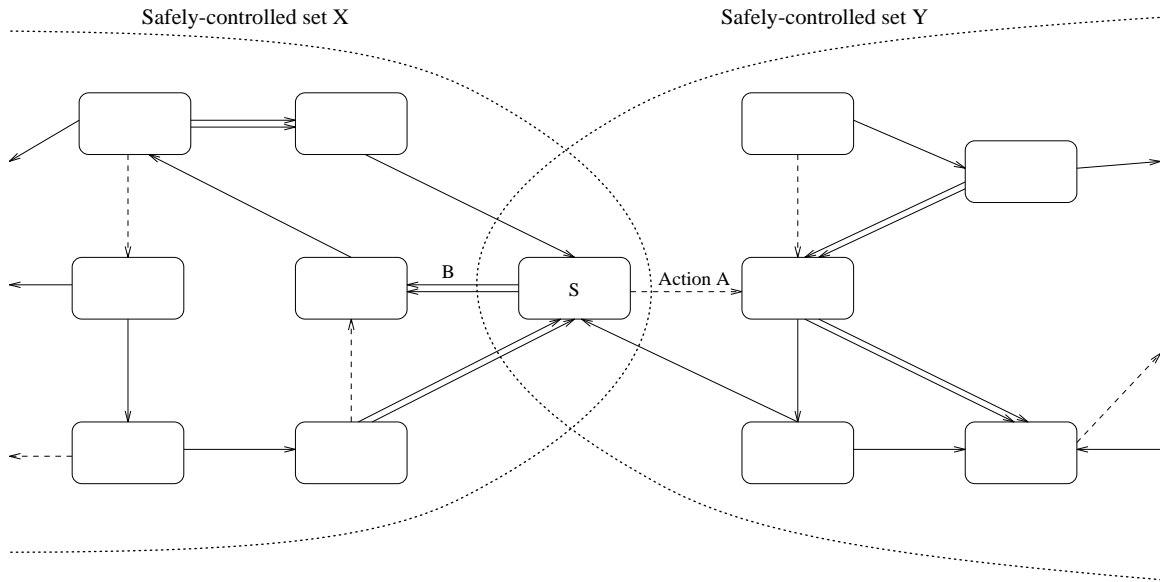 Safely-controlled set X
Safely-controlled set Y
B
S
Action A